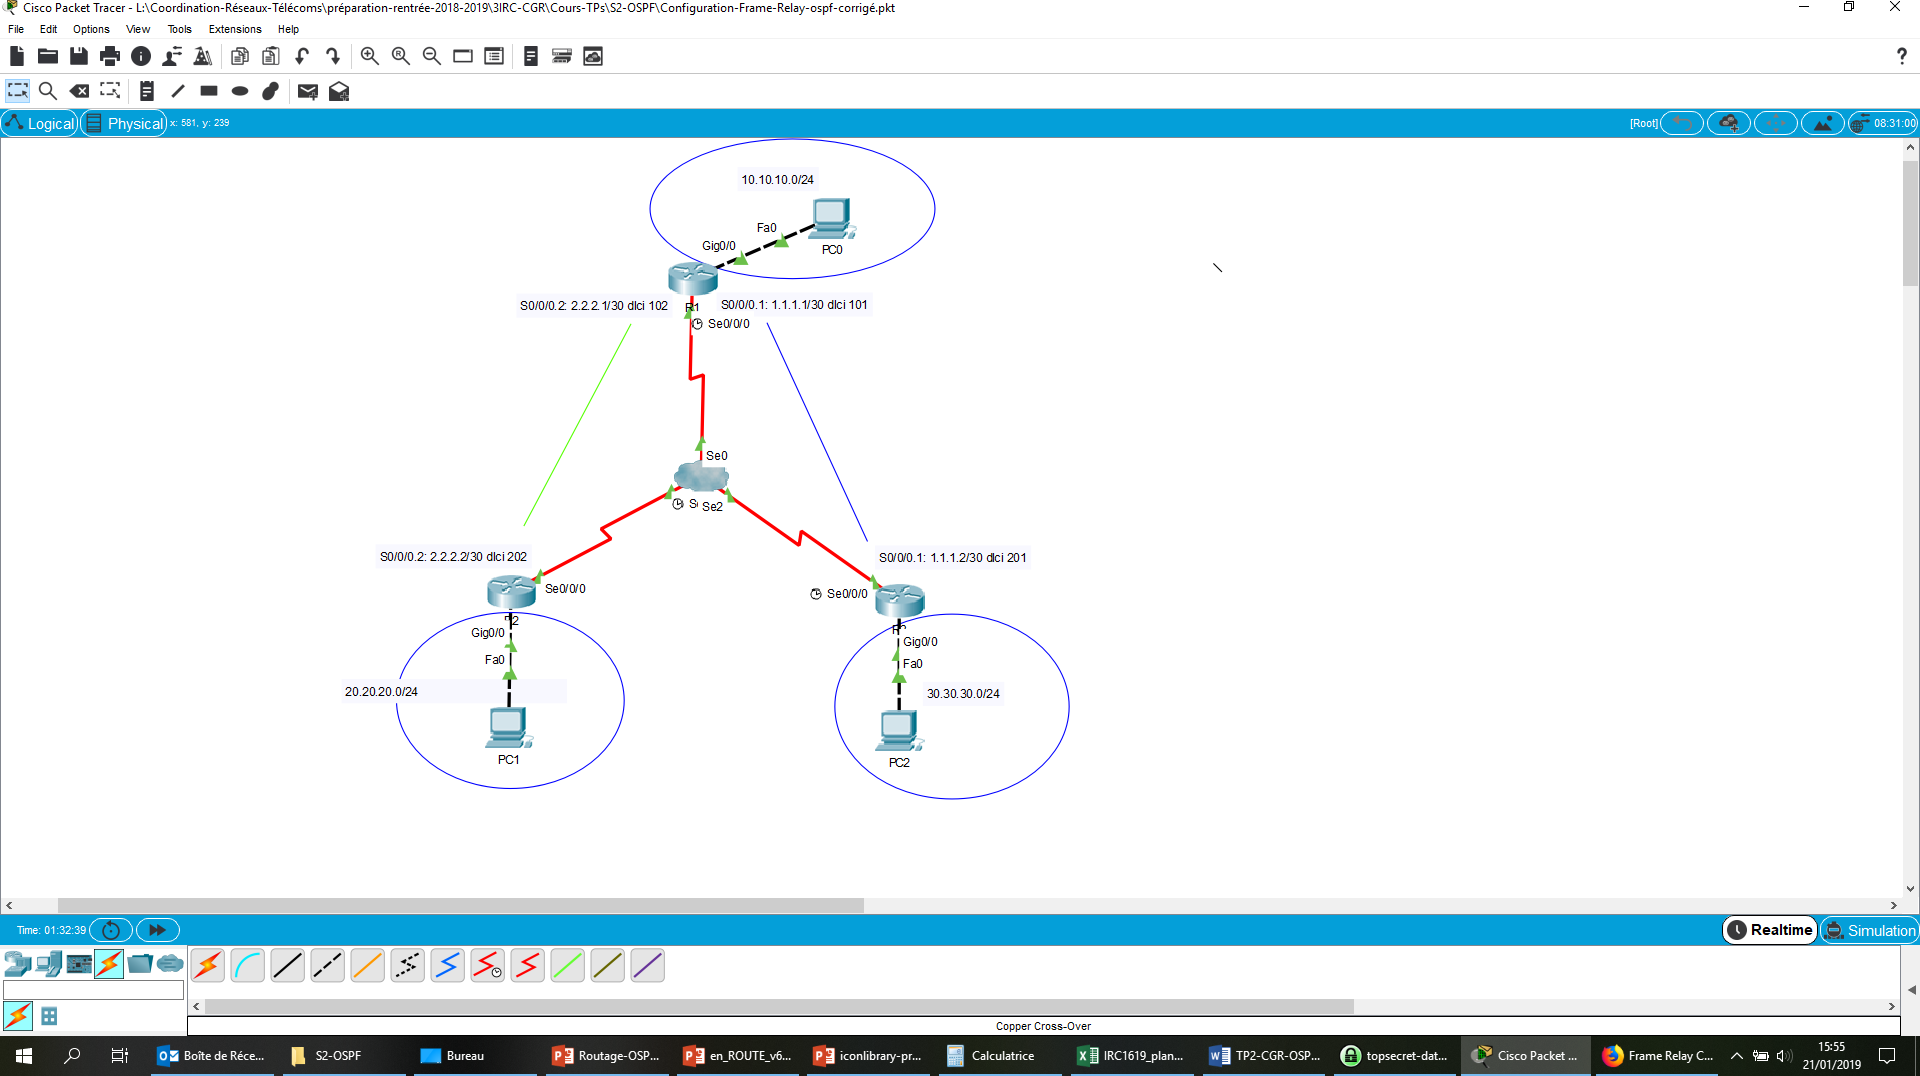 Cisco Packet Tracer - L:\Coordination-Réseaux-Télécoms\préparation-rentrée-2018-2019\3IRC-CGR\Cours-TPs\S2-OSPF\Configuration-Frame-Relay-ospf-corrigé.pkt
File Edit Options View Tools Extensions Help
Logical Physical x: 581, y: 239 [Root] 08:31:00
10.10.10.0/24
Fa0
Gig0/0
PC0
S0/0/0.2: 2.2.2.1/30 dlci 102
R1
S0/0/0.1: 1.1.1.1/30 dlci 101
Se0/0/0
Se0
Se2
S0/0/0.2: 2.2.2.2/30 dlci 202
S0/0/0.1: 1.1.1.2/30 dlci 201
Se0/0/0
Se0/0/0
Gig0/0
Gig0/0
Fa0
Fa0
20.20.20.0/24
30.30.30.0/24
PC1
PC2
Time: 01:32:39
Realtime Simulation
Copper Cross-Over
Boîte de Réce... S2-OSPF Bureau Routage-OSP... en_ROUTE_v6... iconlibrary-pr... Calculatrice IRC1619_plan... TP2-CGR-OSP... topsecret-dat... Cisco Packet ... Frame Relay C...
15:55
21/01/2019